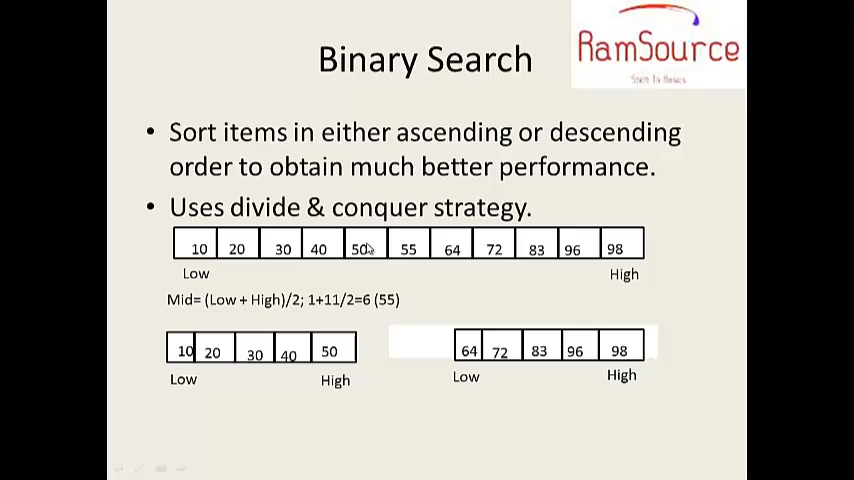 RamSource
Binary Search
• Sort items in either ascending or descending
order to obtain much better performance.
• Uses divide & conquer strategy.
10 20 30 40 50 55 64 72 83 96 98
Low High
Mid= (Low + High)/2; 1+11/2=6 (55)
10 20 30 40 50 64 72 83 96 98
Low High Low High